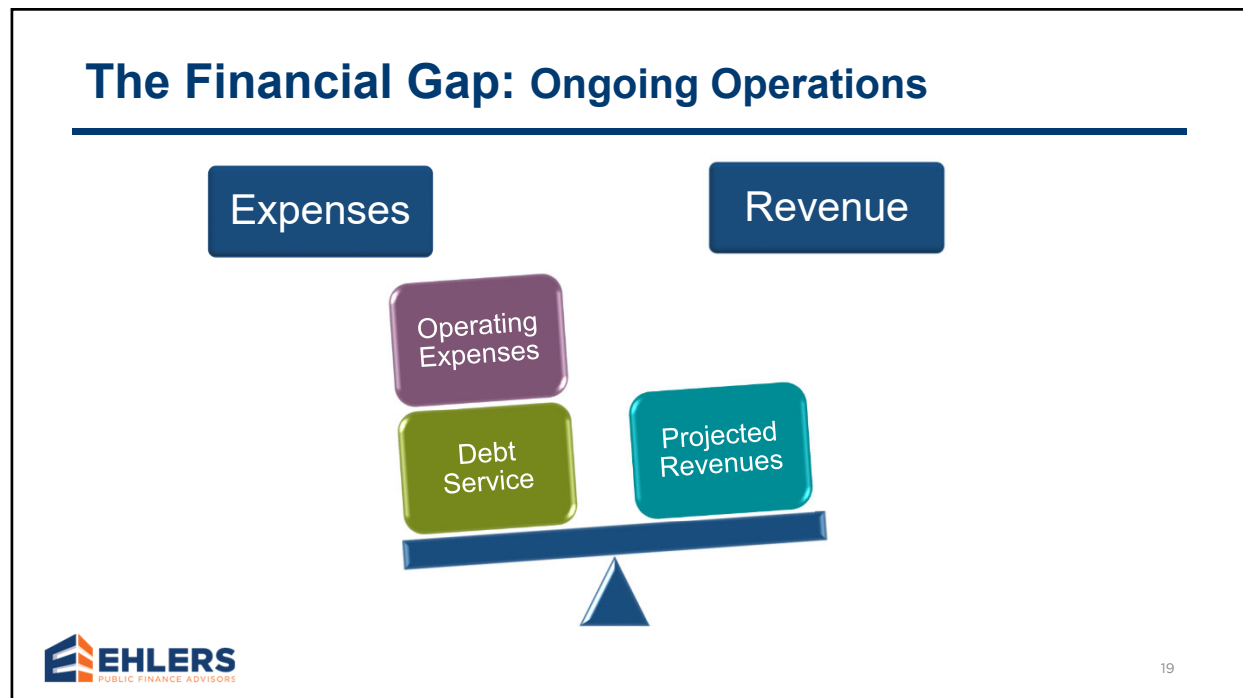 The Financial Gap: Ongoing Operations
Expenses
Revenue
Operating
Expenses
Debt
Service
Projected
Revenues
EHLERS
PUBLIC FINANCE ADVISORS
19